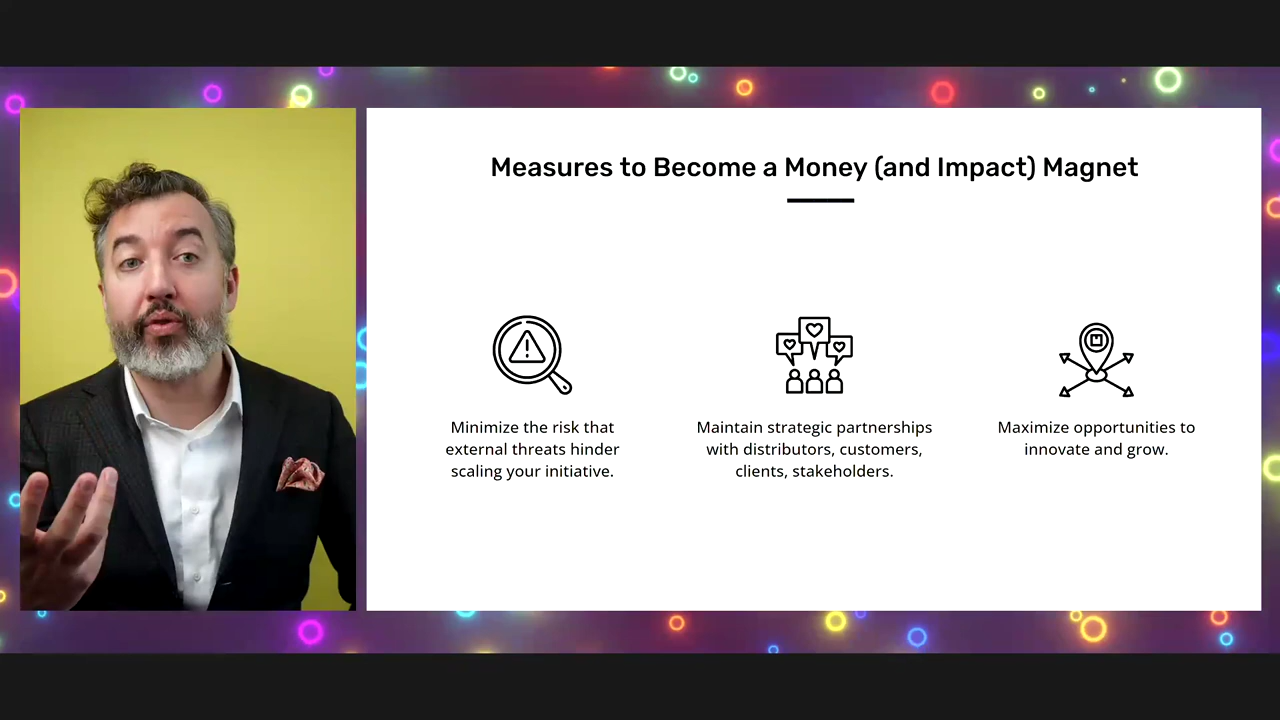 Measures to Become a Money (and Impact) Magnet
Minimize the risk that
external threats hinder
scaling your initiative.
Maintain strategic partnerships
with distributors, customers,
clients, stakeholders.
Maximize opportunities to
innovate and grow.